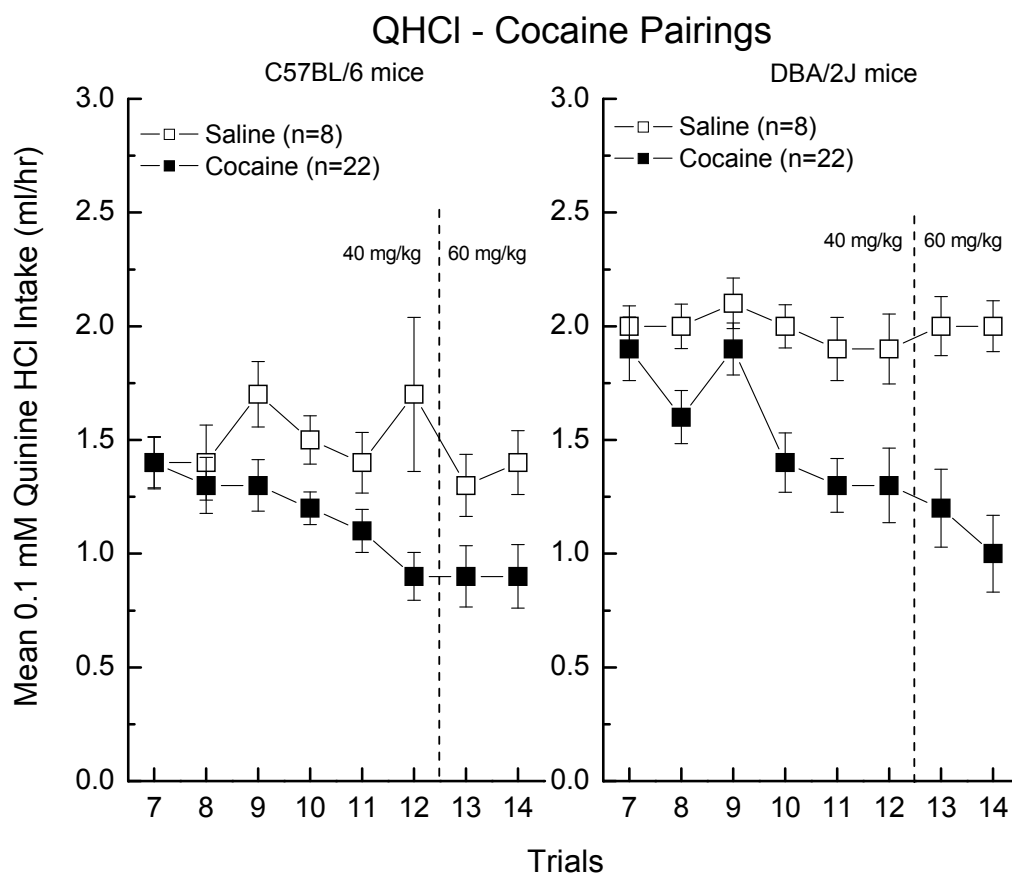 QHCl - Cocaine Pairings
C57BL/6 mice
DBA/2J mice
Mean 0.1 mM Quinine HCl Intake (ml/hr)
3.0
2.5
2.0
1.5
1.0
0.5
0.0
Saline (n=8)
Cocaine (n=22)
40 mg/kg
60 mg/kg
7 8 9 10 11 12 13 14
3.0
2.5
2.0
1.5
1.0
0.5
0.0
Saline (n=8)
Cocaine (n=22)
40 mg/kg
60 mg/kg
7 8 9 10 11 12 13 14
Trials